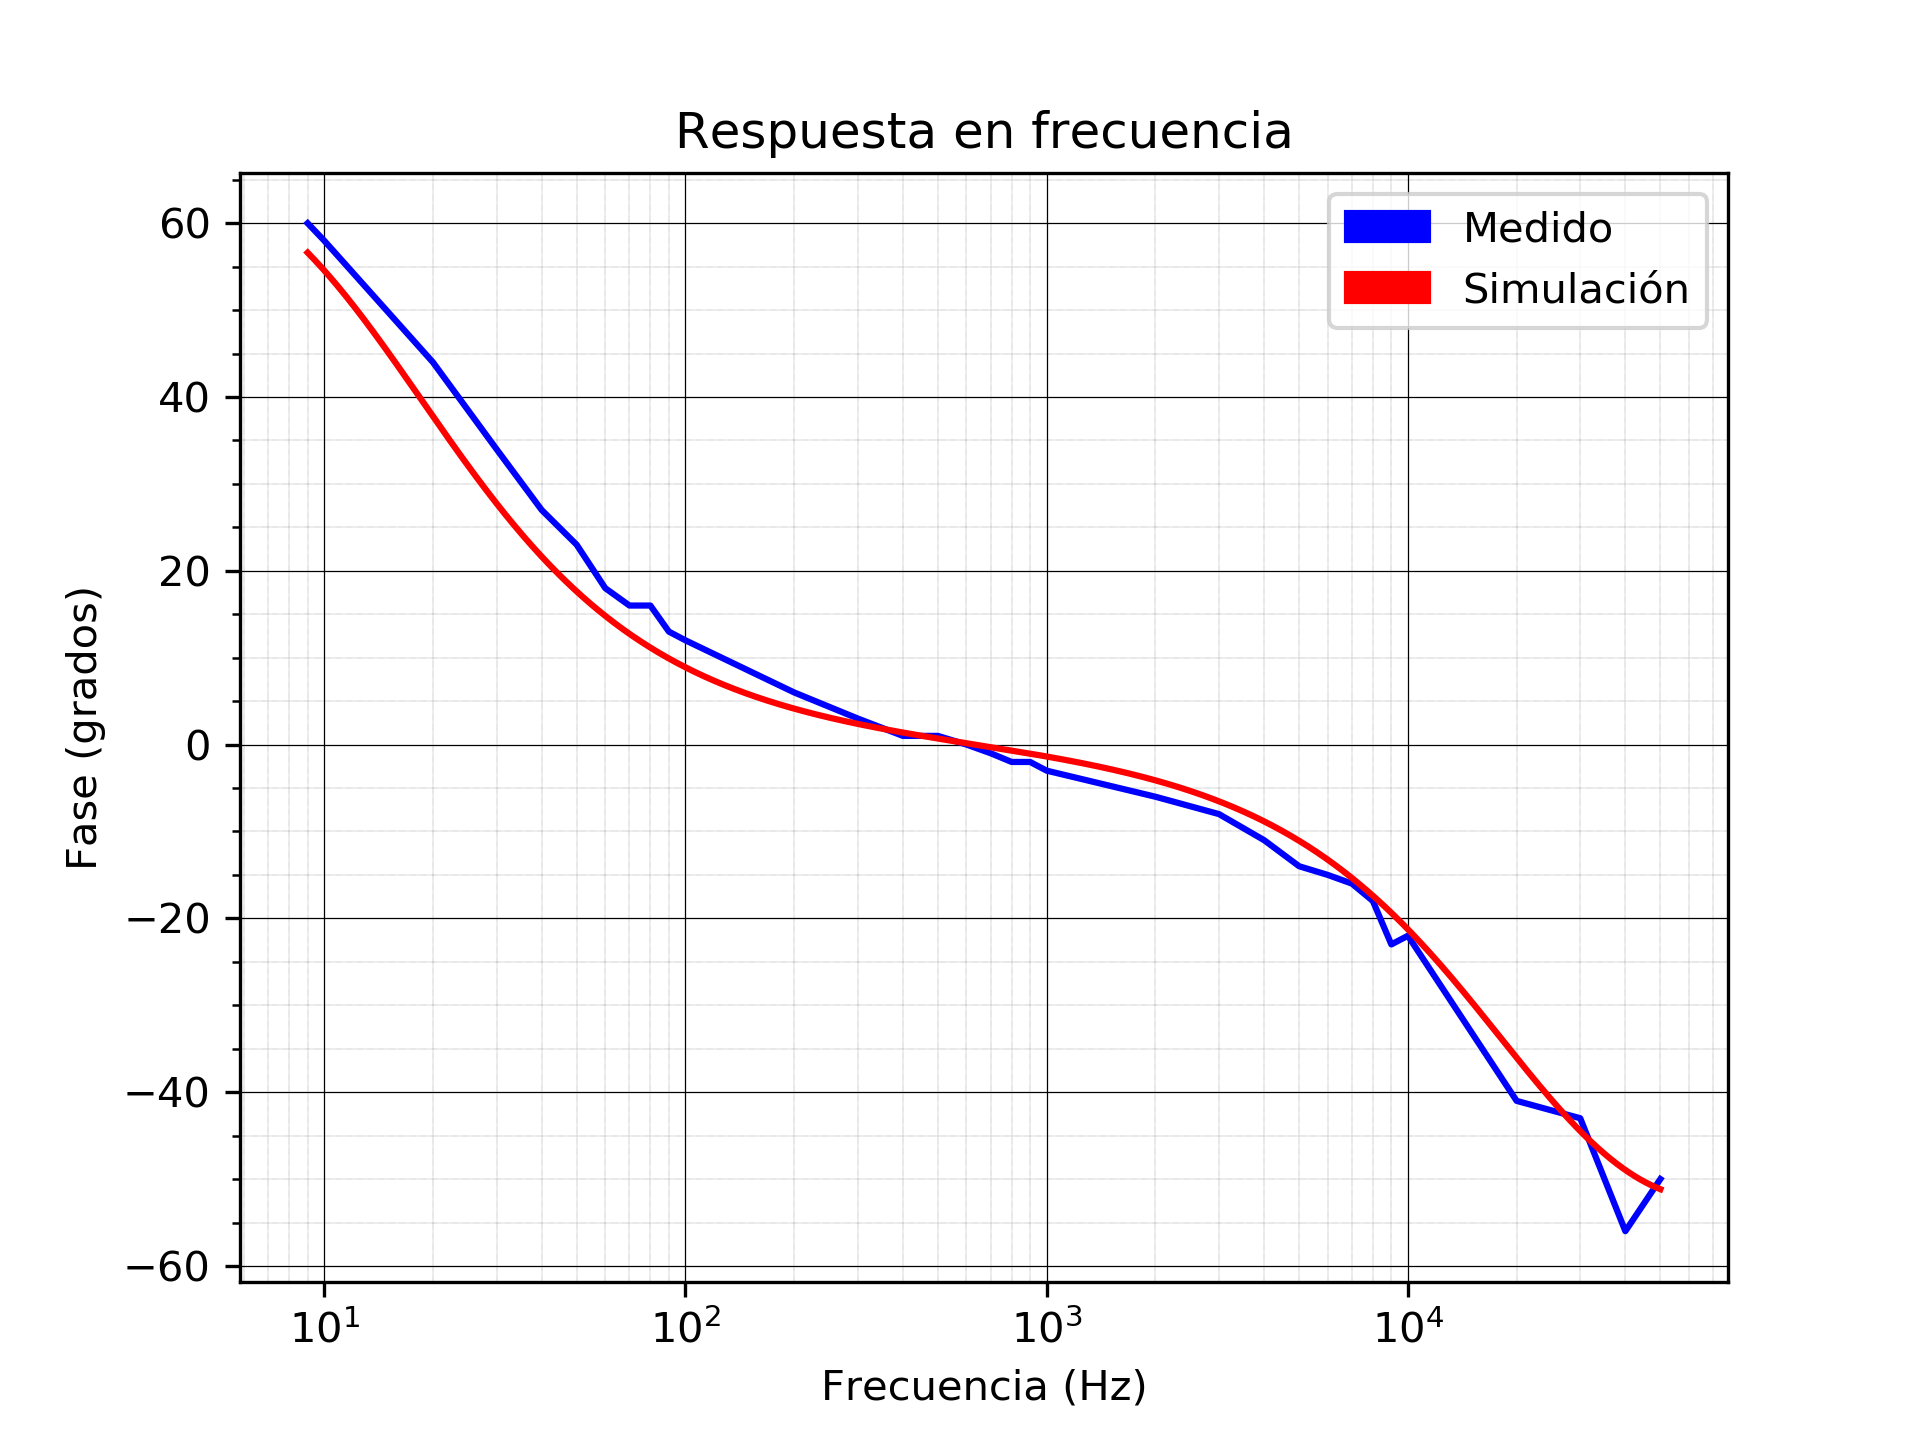 Respuesta en frecuencia
Medido
Simulación
Fase (grados)
60
40
20
0
−20
−40
−60
10¹ 10² 10³ 10⁴
Frecuencia (Hz)